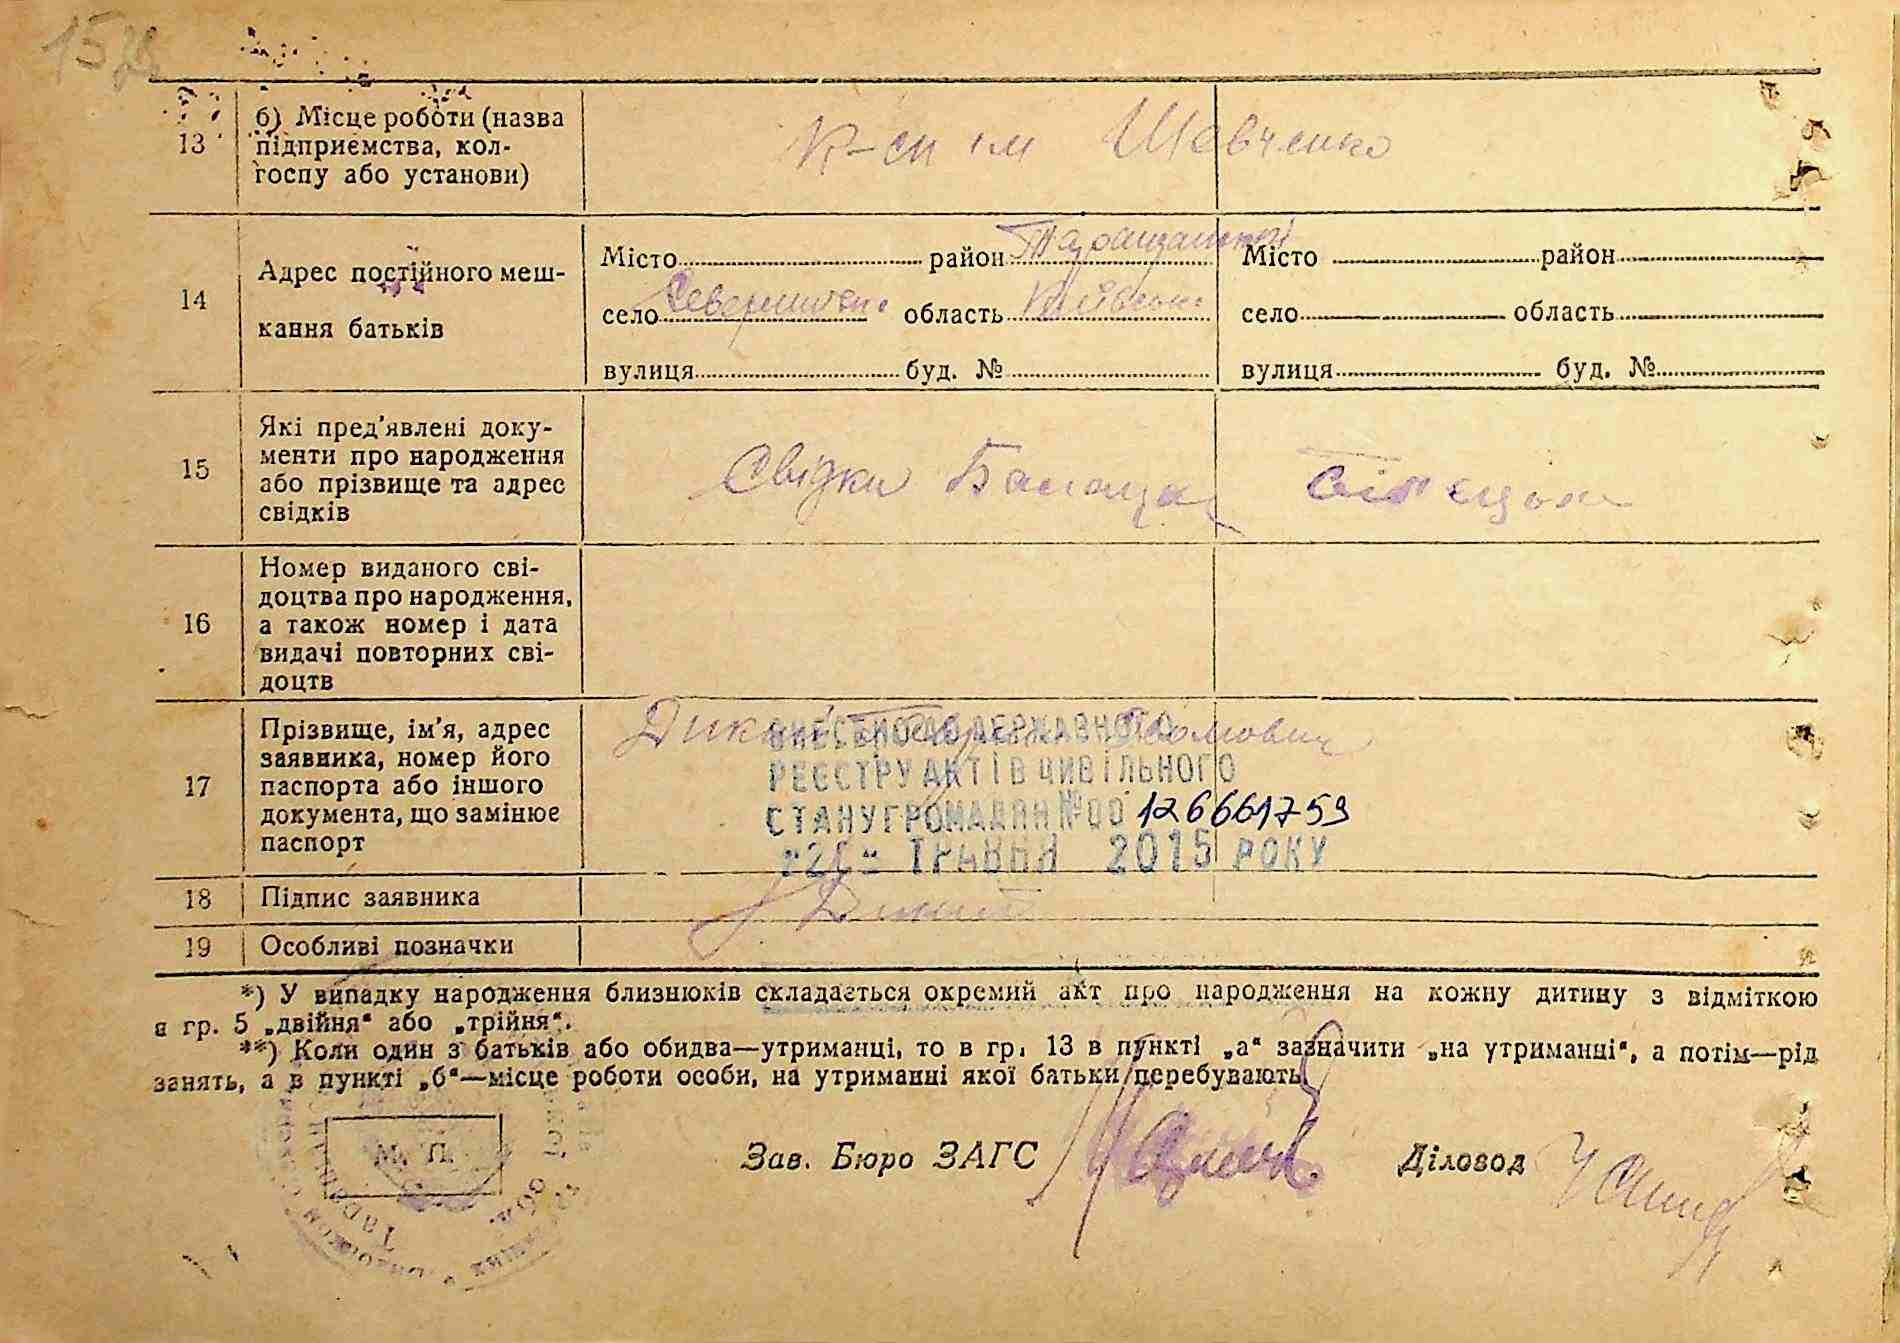 13
б) Місце роботи (назва
підприємства, кол-
госпу або установи)
к-сп ім Шевченко
14
Адрес постійного меш-
кання батьків
Місто район Таращанський
село область Київська
вулиця буд. №
Місто район
село область
вулиця буд. №
15
Які пред'явлені доку-
менти про народження
або прізвище та адрес
свідків
Свідки
16
Номер виданого сві-
доцтва про народження,
а також номер і дата
видачі повторних сві-
доцтв
17
Прізвище, ім'я, адрес
заявника, номер його
паспорта або іншого
документа, що замінює
паспорт
ВНЕСЕНО ДО ДЕРЖАВНОГО
РЕЄСТРУ АКТІВ ЦИВІЛЬНОГО
СТАНУ ГРОМАДЯН №00 126661759
ТРАВНЯ 2015 РОКУ
18
Підпис заявника
19
Особливі позначки
*) У випадку народження близнюків складається окремий акт про народження на кожну дитину з відміткою
в гр. 5 „двійня“ або „трійня“.
**) Коли один з батьків або обидва—утриманці, то в гр. 13 в пункті „а“ зазначити „на утриманні“, а потім—рід
занять, а в пункті „б“—місце роботи особи, на утриманні якої батьки перебувають.
М. П.
Зав. Бюро ЗАГС
Діловод